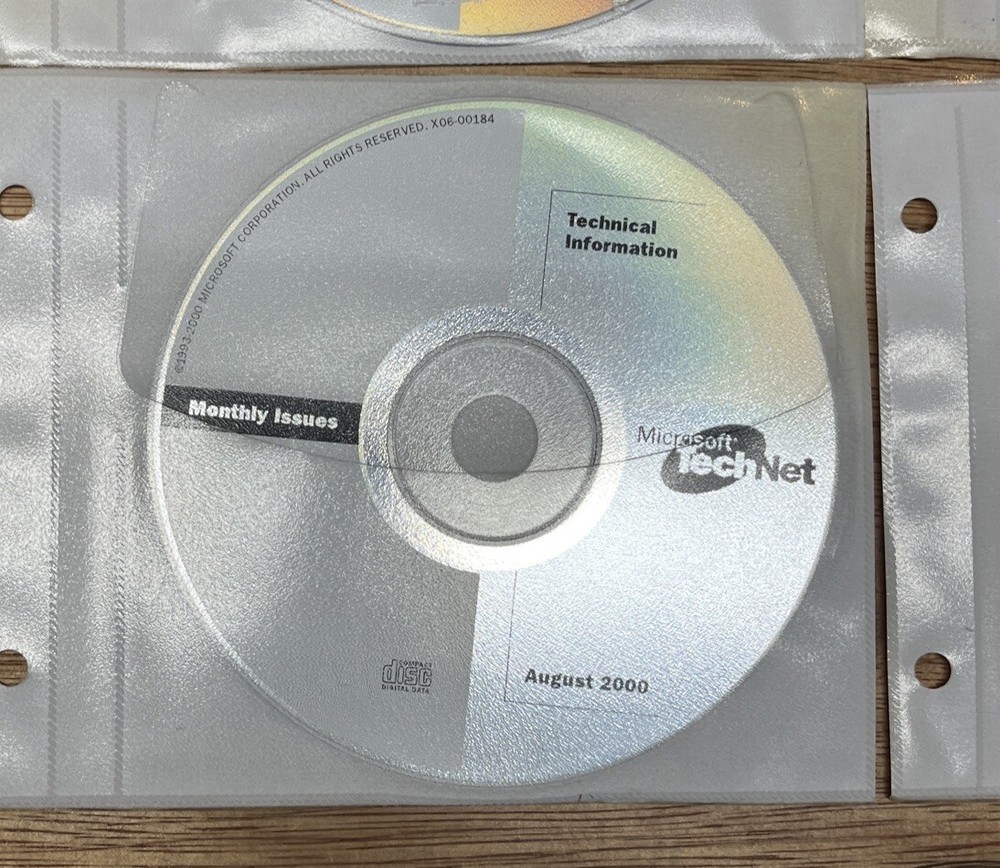 ©1993-2000 MICROSOFT CORPORATION. ALL RIGHTS RESERVED. X06-00184
Technical
Information
Monthly Issues
Microsoft
TechNet
COMPACT
disc
DIGITAL DATA
August 2000